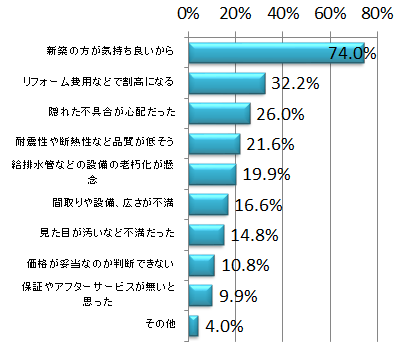 0% 20% 40% 60% 80%
新築の方が気持ち良いから 74.0%
リフォーム費用などで割高になる 32.2%
隠れた不具合が心配だった 26.0%
耐震性や断熱性など品質が低そう 21.6%
給排水管などの設備の老朽化が懸
念 19.9%
間取りや設備、広さが不満 16.6%
見た目が汚いなど不満だった 14.8%
価格が妥当なのか判断できない 10.8%
保証やアフターサービスが無いと
思った 9.9%
その他 4.0%